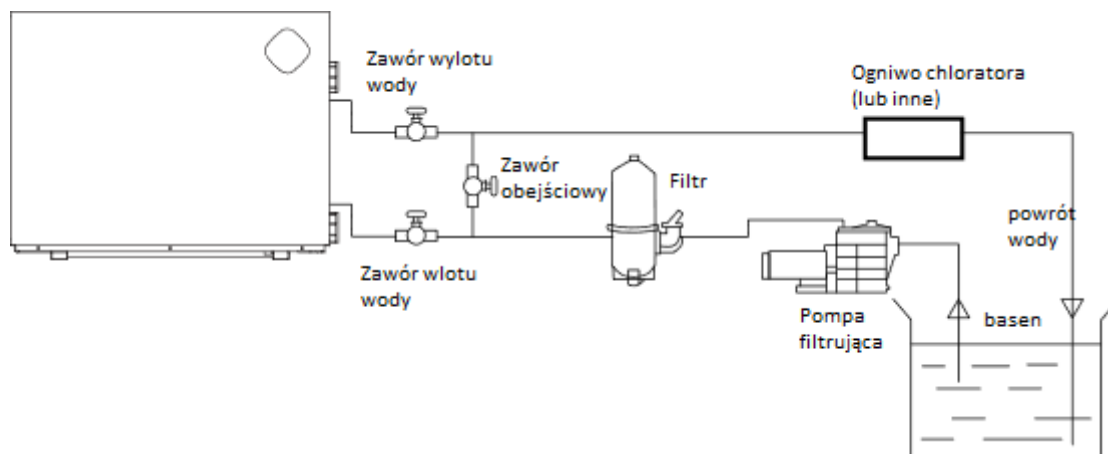 Zawór wylotu
wody
Ogniwo chloratora
(lub inne)
Zawór
obejściowy
Filtr
powrót
wody
Zawór wlotu
wody
Pompa
filtrująca
basen